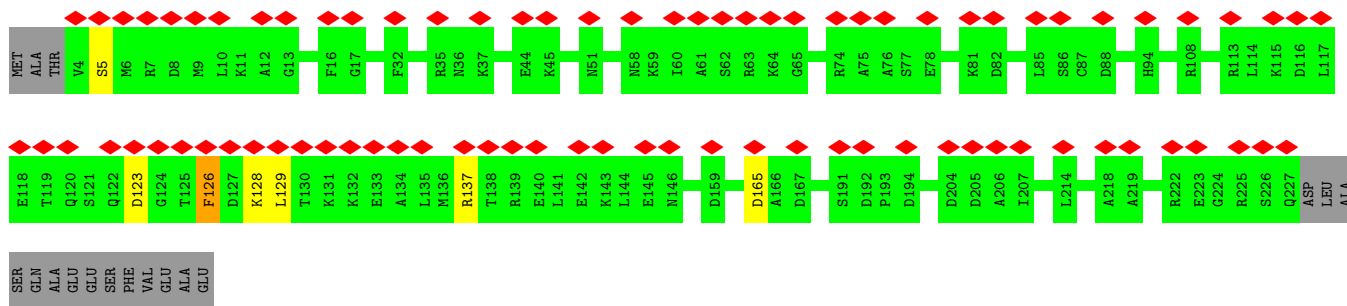 MET ALA THR V4 S5 M6 R7 D8 M9 L10 K11 A12 G13 F16 G17 F32 R35 N36 K37 E44 K45 N51 N58 K59 I60 A61 S62 R63 K64 G65 R74 A75 A76 S77 E78 K81 D82 L85 S86 C87 D88 H94 R108 R113 L114 K115 D116 L117
E118 T119 Q120 S121 Q122 D123 G124 T125 F126 D127 K128 L129 T130 K131 K132 E133 A134 L135 M136 R137 T138 R139 E140 L141 E142 K143 L144 E145 N146 D159 D165 A166 D167 S191 D192 P193 D194 D204 D205 A206 I207 L214 A218 A219 R222 E223 G224 R225 S226 Q227 ASP LEU ALA
SER GLN ALA GLU GLU SER PHE VAL GLU ALA GLU